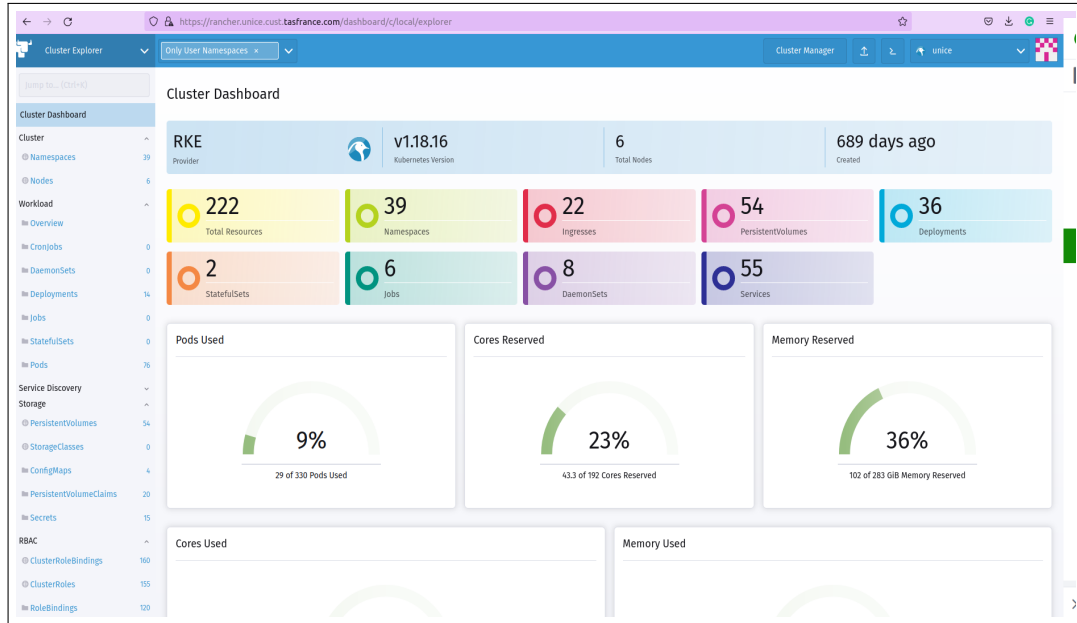 https://rancher.unice.cust.tasfrance.com/dashboard/c/local/explorer
Cluster Explorer
Only User Namespaces ×
Cluster Manager
unice
Jump to... (Ctrl+K)
Cluster Dashboard
Cluster
Namespaces 39
Nodes 6
Workload
Overview
CronJobs 0
DaemonSets 0
Deployments 14
Jobs 0
StatefulSets 0
Pods 76
Service Discovery
Storage
PersistentVolumes 54
StorageClasses 0
ConfigMaps 4
PersistentVolumeClaims 20
Secrets 15
RBAC
ClusterRoleBindings 160
ClusterRoles 155
RoleBindings 120
Cluster Dashboard
RKE
Provider
v1.18.16
Kubernetes Version
6
Total Nodes
689 days ago
Created
222
Total Resources
39
Namespaces
22
Ingresses
54
PersistentVolumes
36
Deployments
2
StatefulSets
6
Jobs
8
DaemonSets
55
Services
Pods Used
9%
29 of 330 Pods Used
Cores Reserved
23%
43.3 of 192 Cores Reserved
Memory Reserved
36%
102 of 283 GiB Memory Reserved
Cores Used
Memory Used